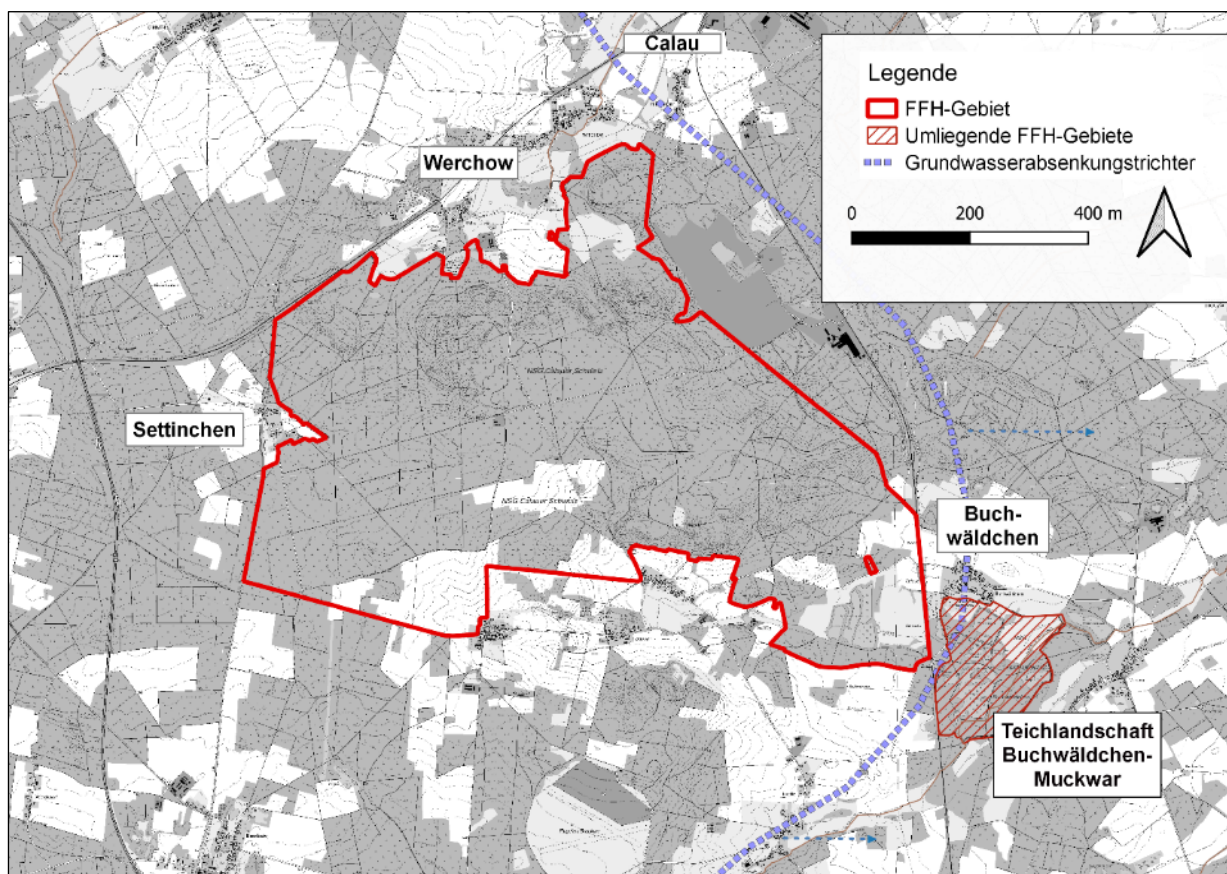 Calau
Legende
FFH-Gebiet
Umliegende FFH-Gebiete
Grundwasserabsenkungstrichter
0 200 400 m
Werchow
NSG Calauer Schweiz
Settinchen
NSG Calauer Schweiz
Buch-
wäldchen
Teichlandschaft
Buchwäldchen-
Muckwar